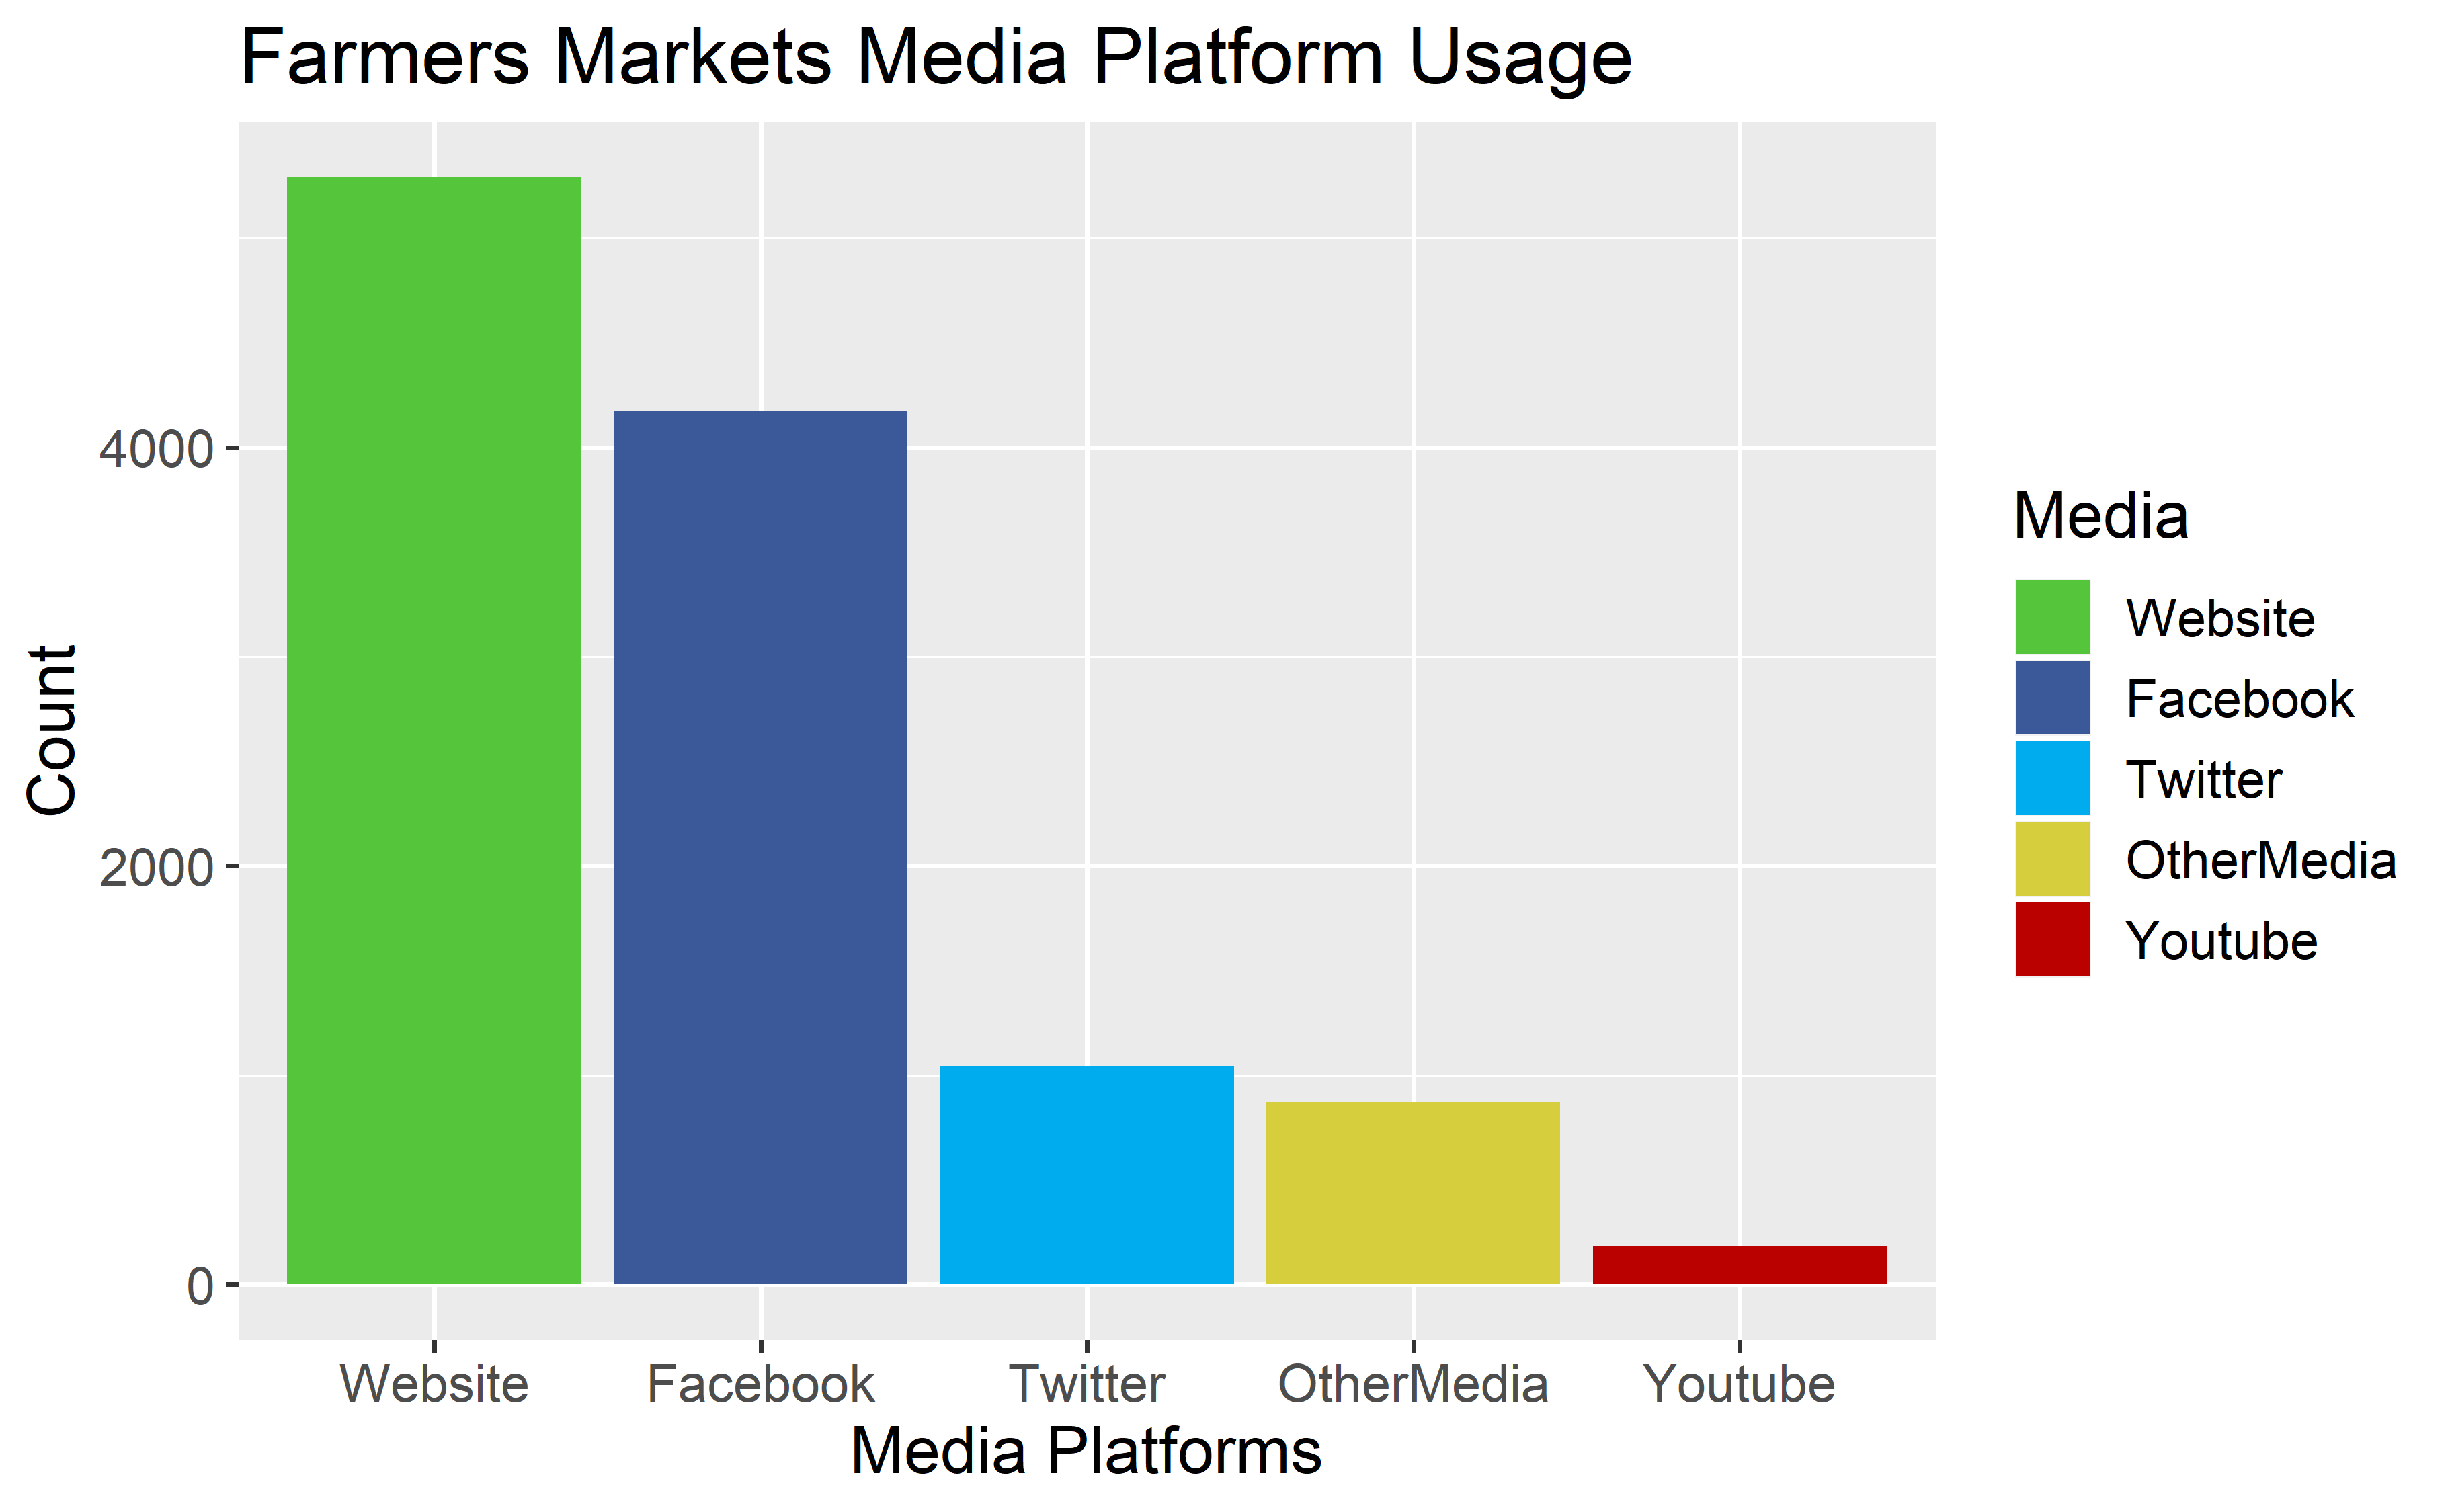 Farmers Markets Media Platform Usage
Count
4000
2000
0
Website Facebook Twitter OtherMedia Youtube
Media Platforms
Media
Website
Facebook
Twitter
OtherMedia
Youtube